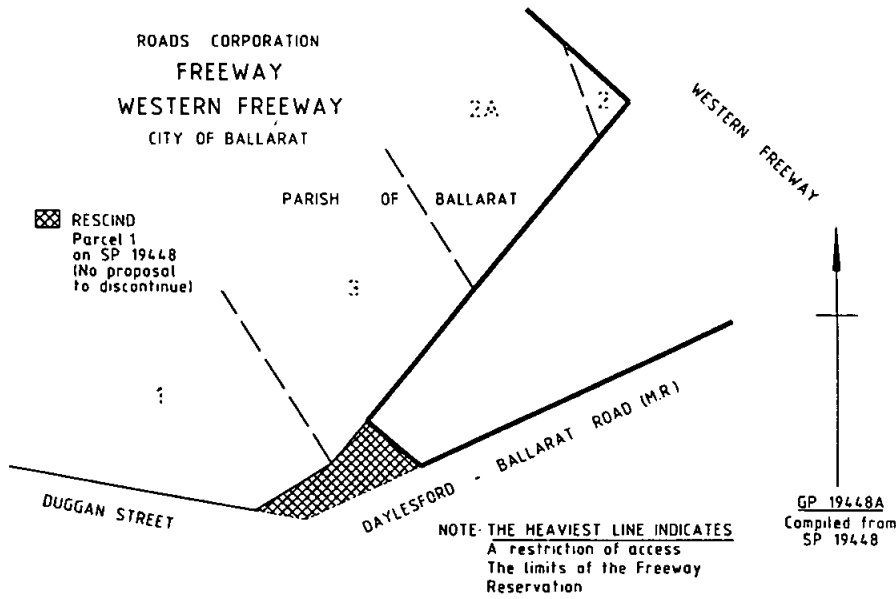 ROADS CORPORATION
FREEWAY
WESTERN FREEWAY
CITY OF BALLARAT
2A
2
WESTERN FREEWAY
PARISH OF BALLARAT
RESCIND
Parcel 1
on SP 19448
(No proposal
to discontinue)
3
1
DUGGAN STREET
DAYLESFORD - BALLARAT ROAD (M.R)
NOTE- THE HEAVIEST LINE INDICATES
A restriction of access
The limits of the Freeway
Reservation
GP 19448A
Compiled from
SP 19448